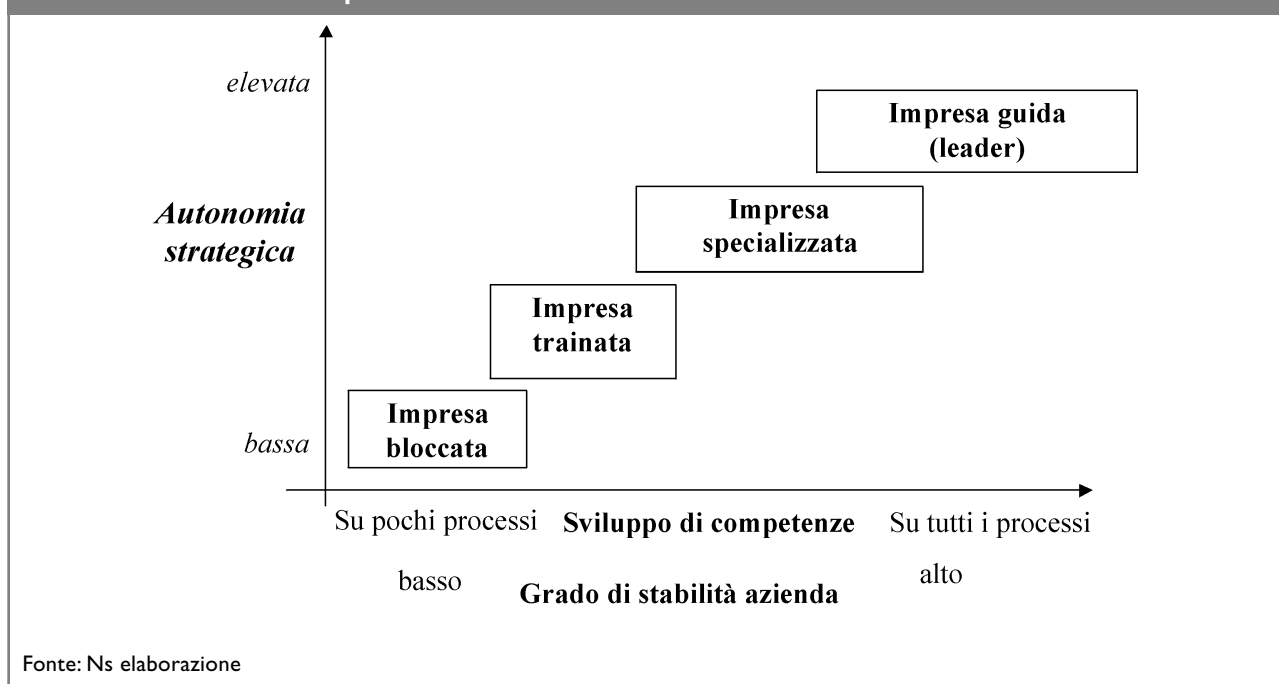 elevata
Impresa guida
(leader)
Autonomia
strategica
Impresa
specializzata
Impresa
trainata
Impresa
bloccata
bassa
Su pochi processi
Sviluppo di competenze
Su tutti i processi
basso
Grado di stabilità azienda
alto
Fonte: Ns elaborazione